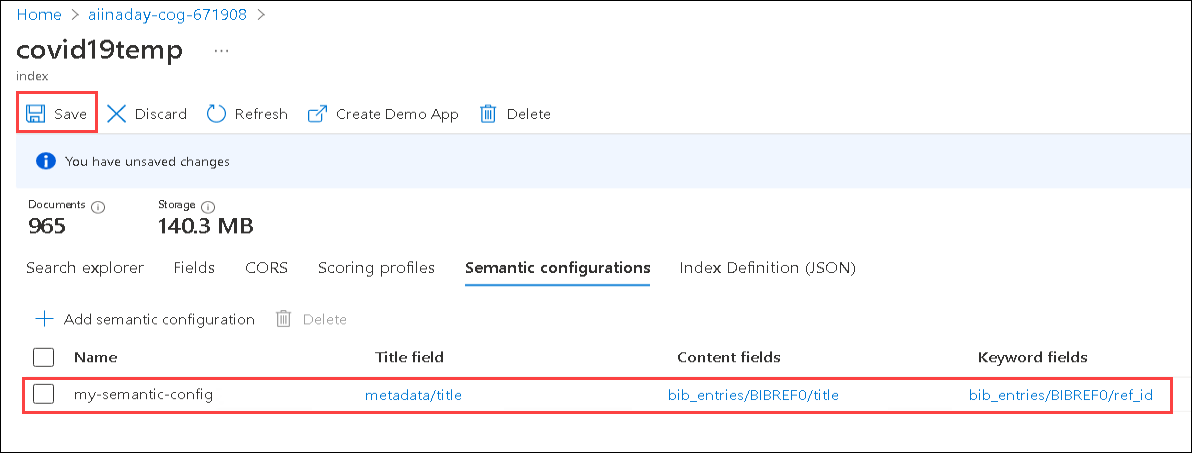 Home > aiinaday-cog-671908 >
covid19temp ...
index
Save Discard Refresh Create Demo App Delete
You have unsaved changes
Documents Storage
965 140.3 MB
Search explorer Fields CORS Scoring profiles Semantic configurations Index Definition (JSON)
Add semantic configuration Delete
Name Title field Content fields Keyword fields
my-semantic-config metadata/title bib_entries/BIBREF0/title bib_entries/BIBREF0/ref_id